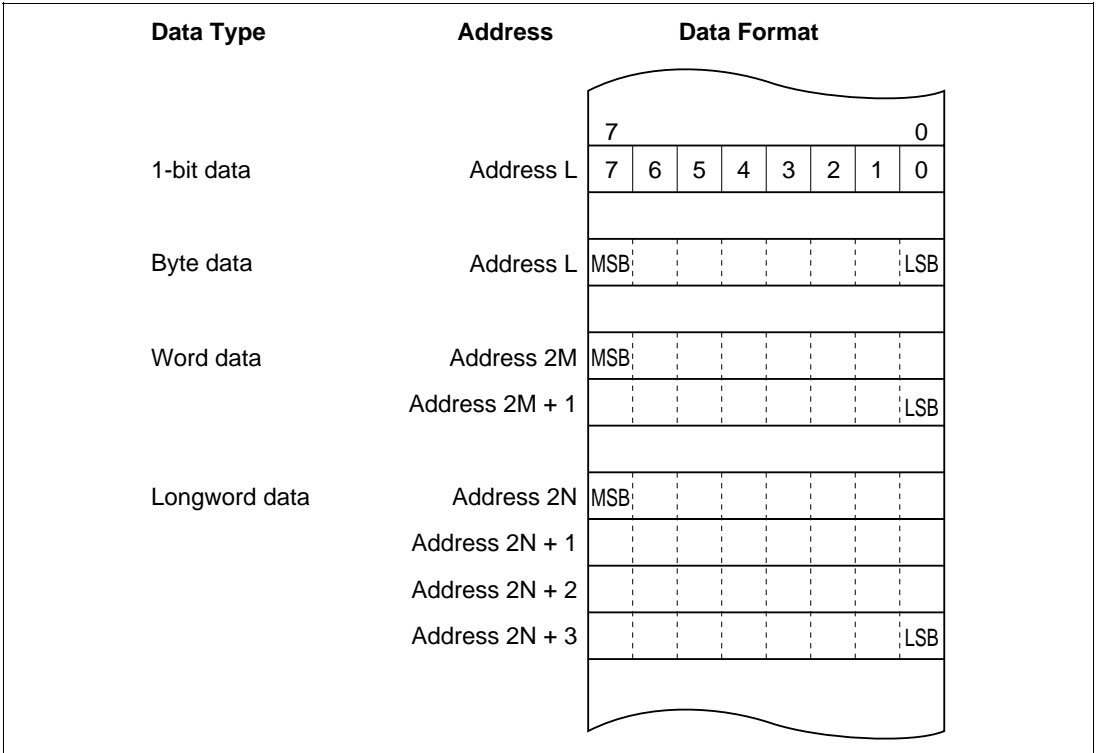 Data Type Address Data Format
7 0
1-bit data Address L 7 6 5 4 3 2 1 0
Byte data Address L MSB LSB
Word data Address 2M MSB
Address 2M + 1 LSB
Longword data Address 2N MSB
Address 2N + 1
Address 2N + 2
Address 2N + 3 LSB